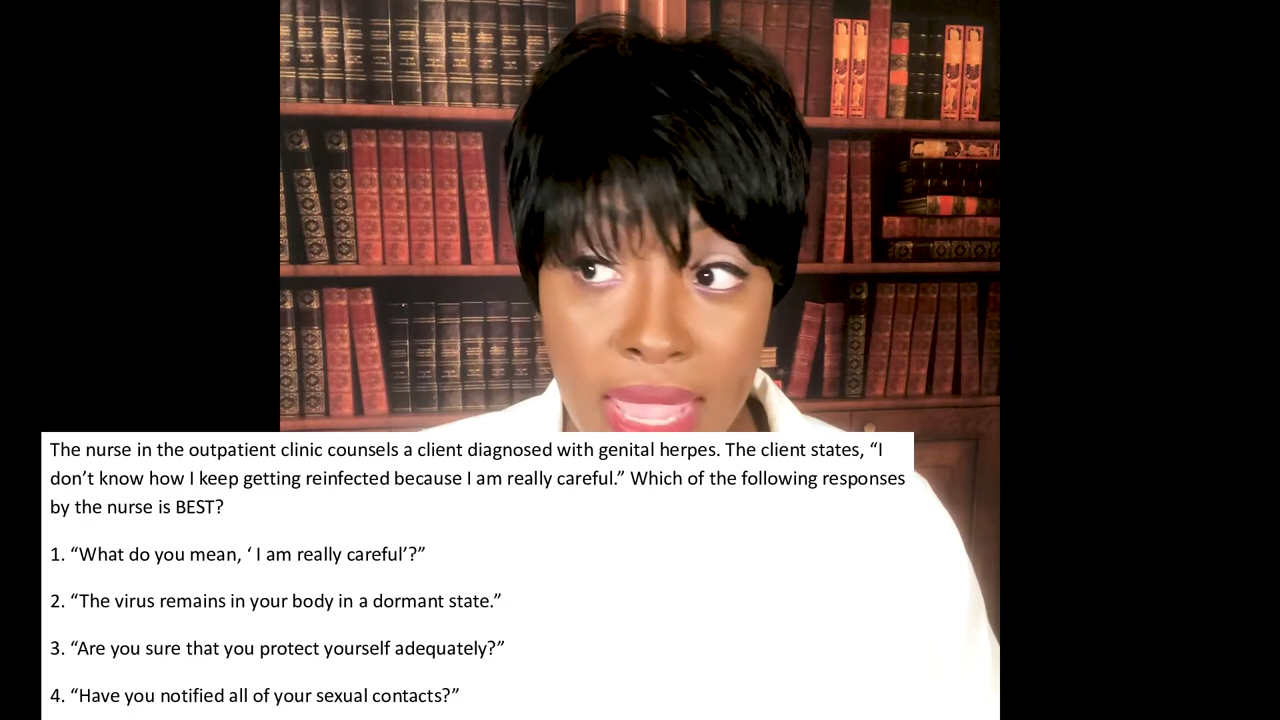 The nurse in the outpatient clinic counsels a client diagnosed with genital herpes. The client states, “I
don’t know how I keep getting reinfected because I am really careful.” Which of the following responses
by the nurse is BEST?
1. “What do you mean, ‘ I am really careful’?”
2. “The virus remains in your body in a dormant state.”
3. “Are you sure that you protect yourself adequately?”
4. “Have you notified all of your sexual contacts?”